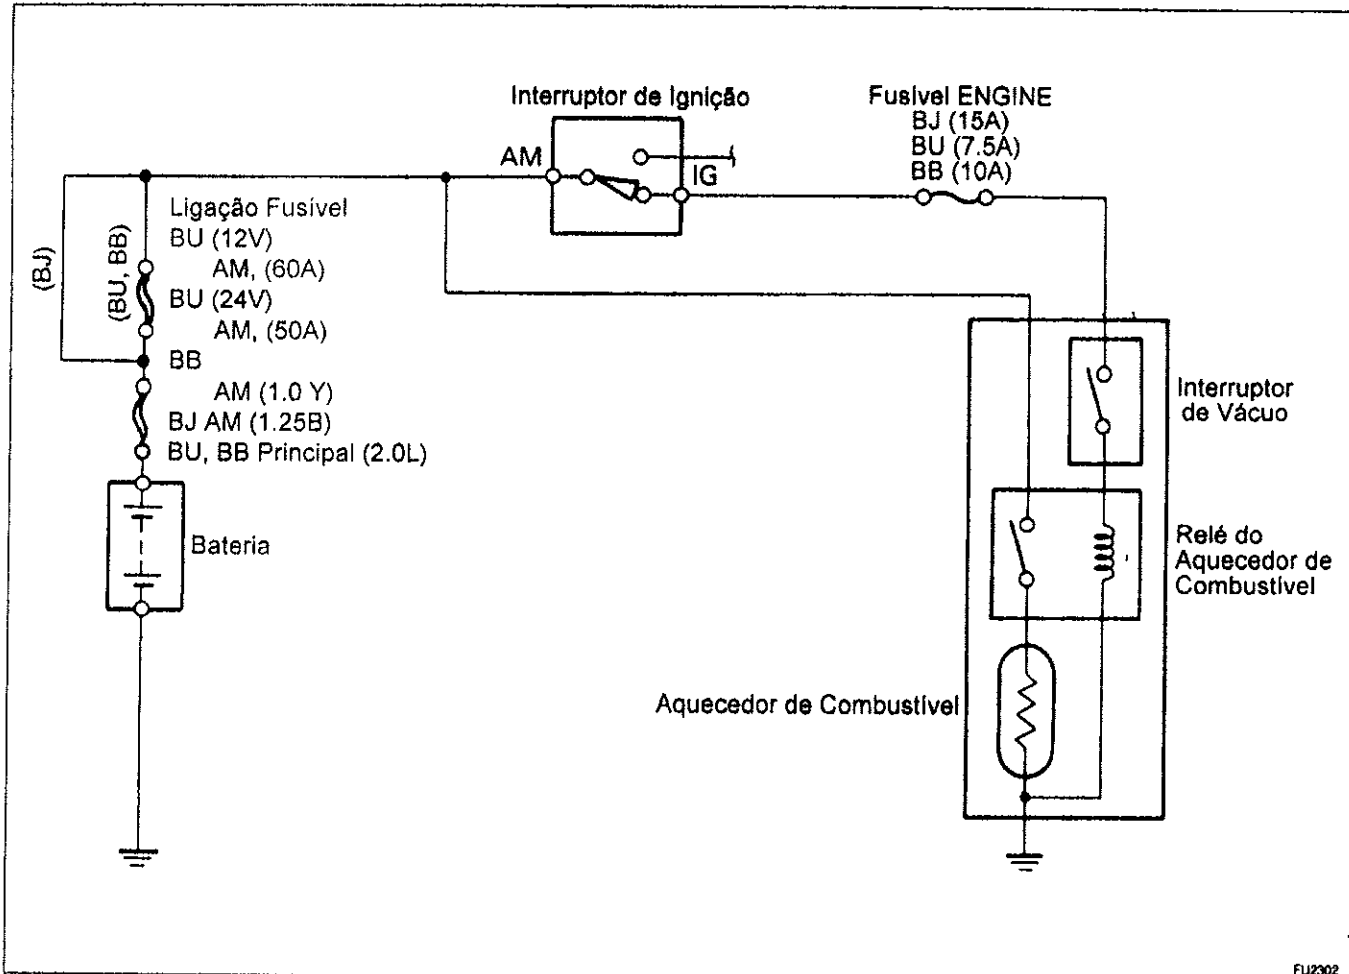 Interruptor de Ignição
Fusível ENGINE
BJ (15A)
BU (7.5A)
BB (10A)
AM
IG
Ligação Fusível
BU (12V)
AM, (60A)
BU (24V)
AM, (50A)
BB
AM (1.0 Y)
BJ AM (1.25B)
BU, BB Principal (2.0L)
(BJ)
(BU, BB)
Bateria
Interruptor
de Vácuo
Relé do
Aquecedor de
Combustível
Aquecedor de Combustível
FU2302